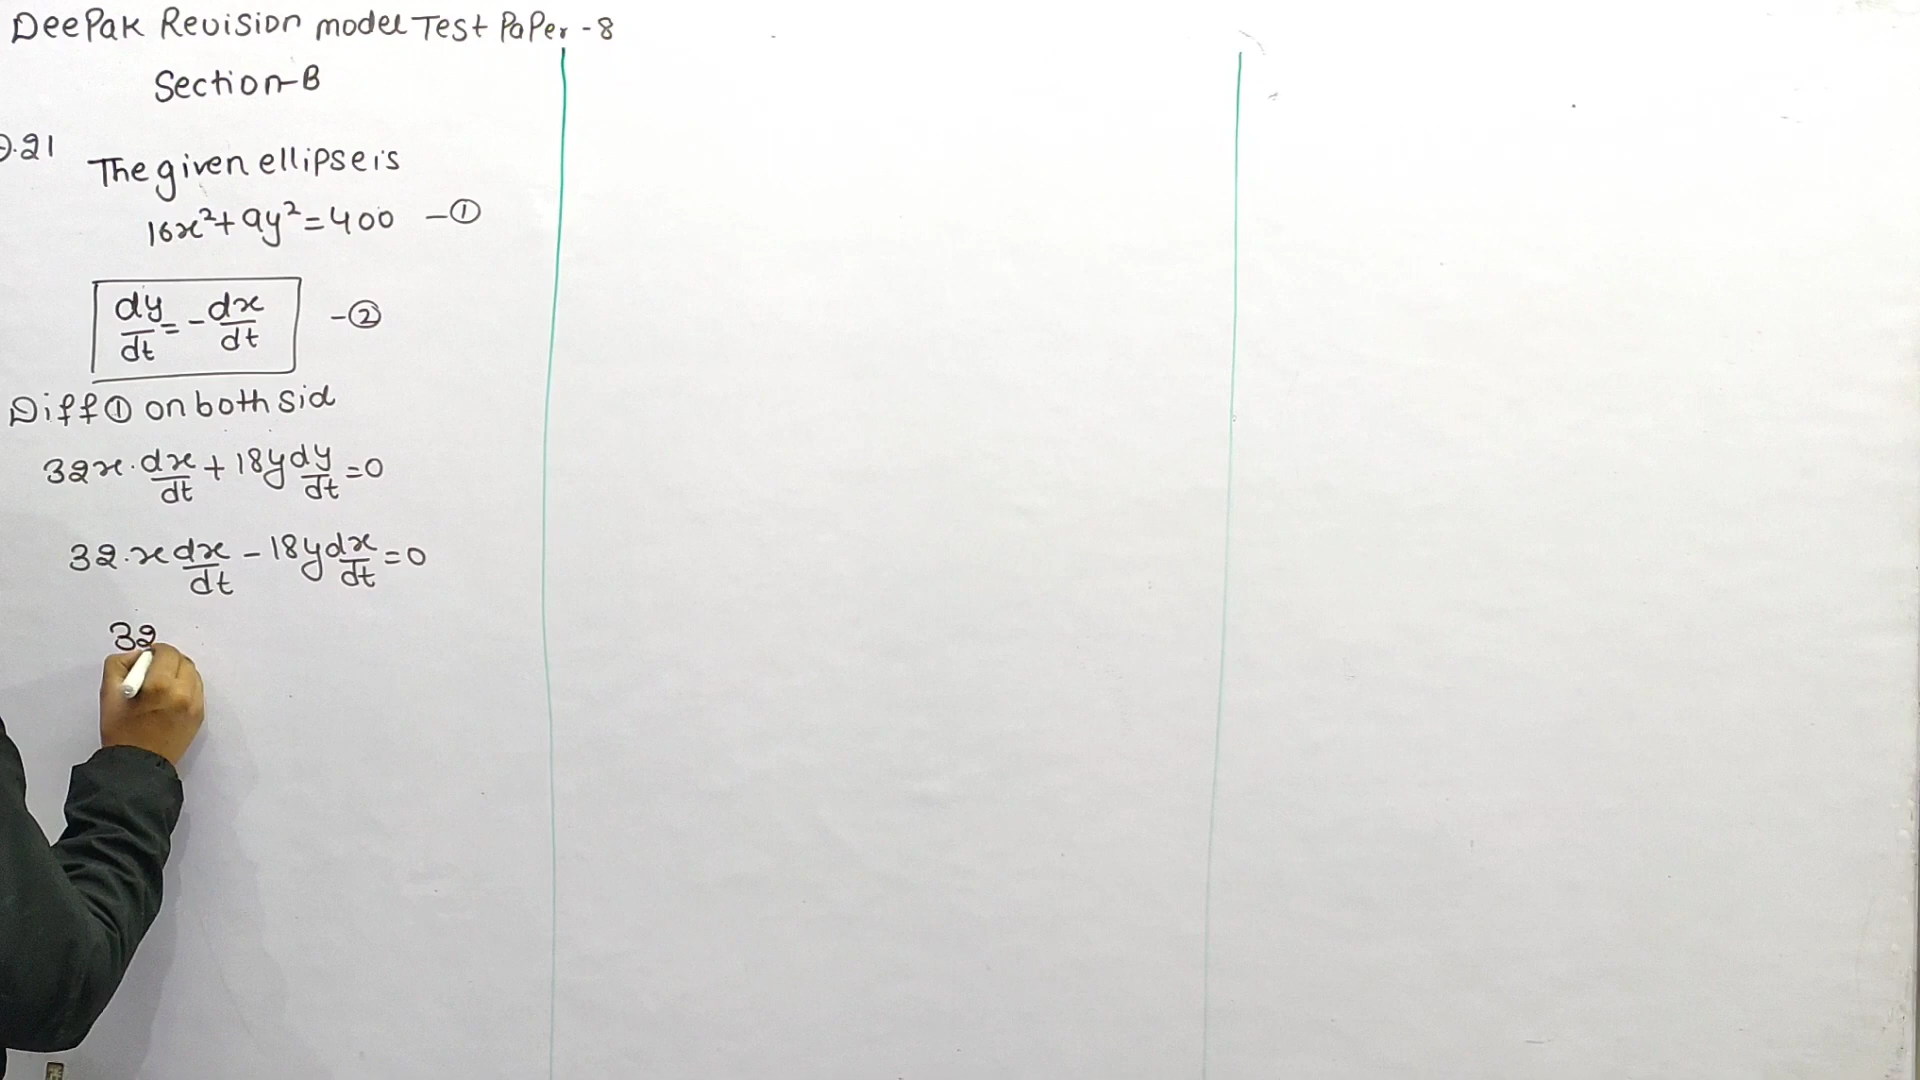 DeePak Revision model Test PaPer - 8
Section-B
Q.21
The given ellipse is
16x²+9y²=400 -①
dy/dt = -dx/dt -②
Diff ① on both sid
32x.dx/dt + 18y dy/dt =0
32.x dx/dt - 18y dx/dt =0
32